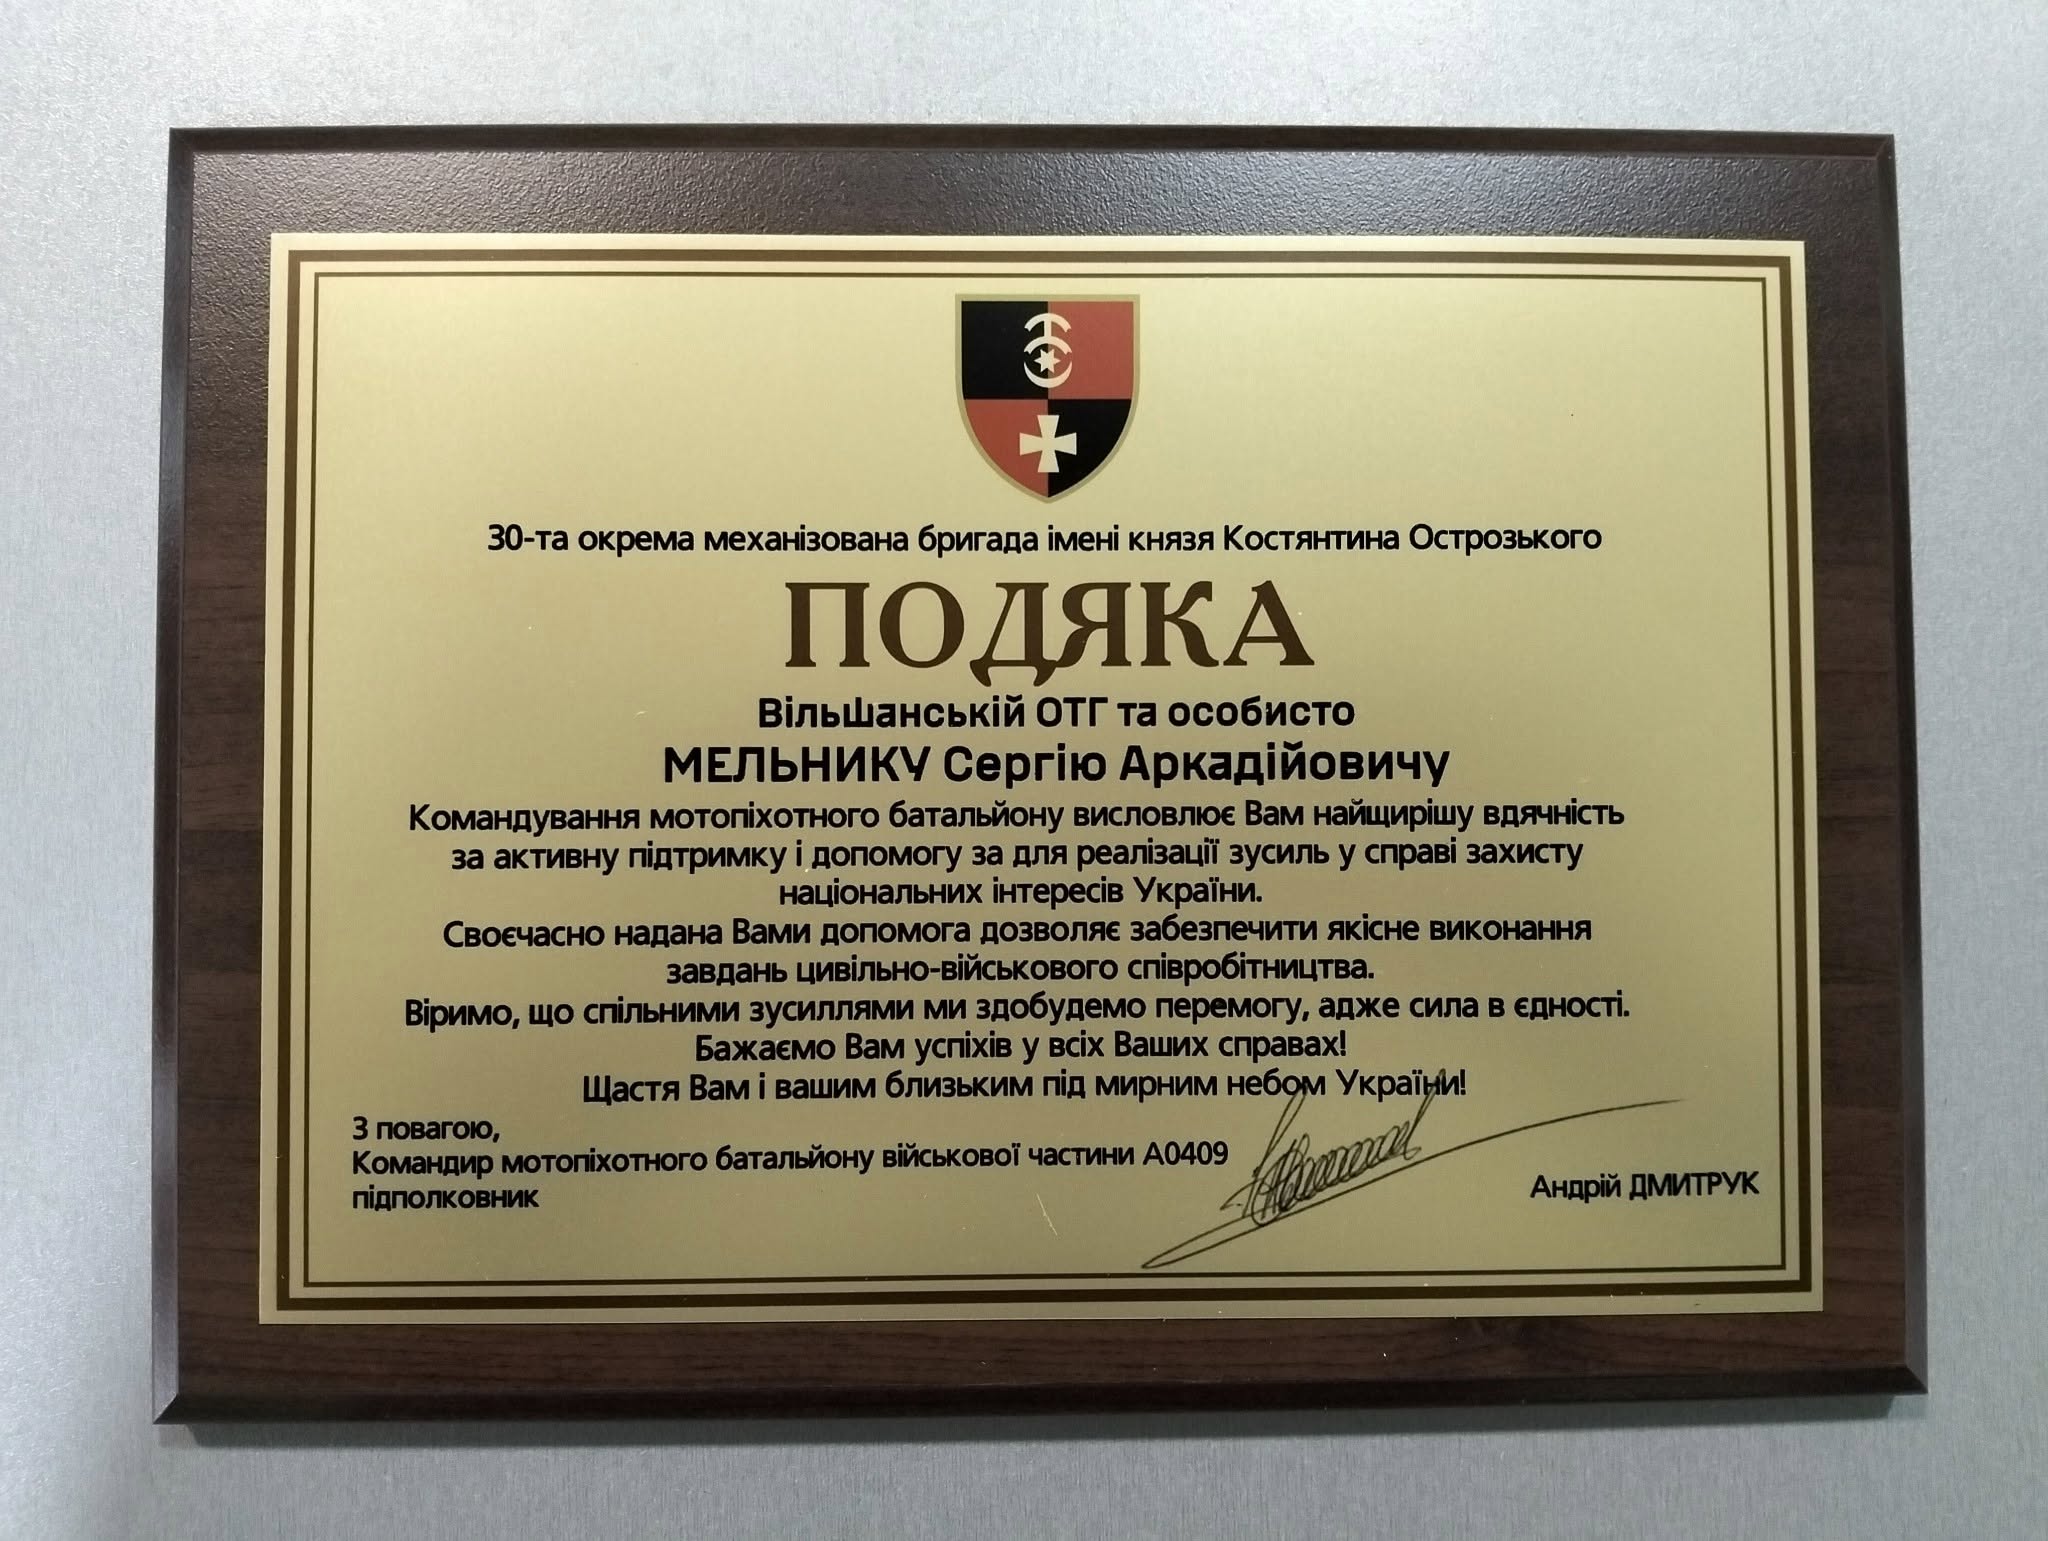 30-та окрема механізована бригада імені князя Костянтина Острозького
ПОДЯКА
Вільшанській ОТГ та особисто
МЕЛЬНИКУ Сергію Аркадійовичу
Командування мотопіхотного батальйону висловлює Вам найщирішу вдячність
за активну підтримку і допомогу за для реалізації зусиль у справі захисту
національних інтересів України.
Своєчасно надана Вами допомога дозволяє забезпечити якісне виконання
завдань цивільно-військового співробітництва.
Віримо, що спільними зусиллями ми здобудемо перемогу, адже сила в єдності.
Бажаємо Вам успіхів у всіх Ваших справах!
Щастя Вам і вашим близьким під мирним небом України!
З повагою,
Командир мотопіхотного батальйону військової частини А0409
підполковник
Андрій ДМИТРУК